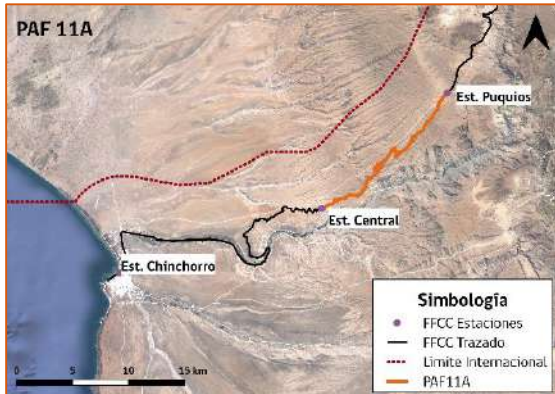 PAF 11A
Est. Puquios
Est. Central
Est. Chinchorro
Simbología
FFCC Estaciones
FFCC Trazado
Límite Internacional
PAF11A
0 5 10 15 km